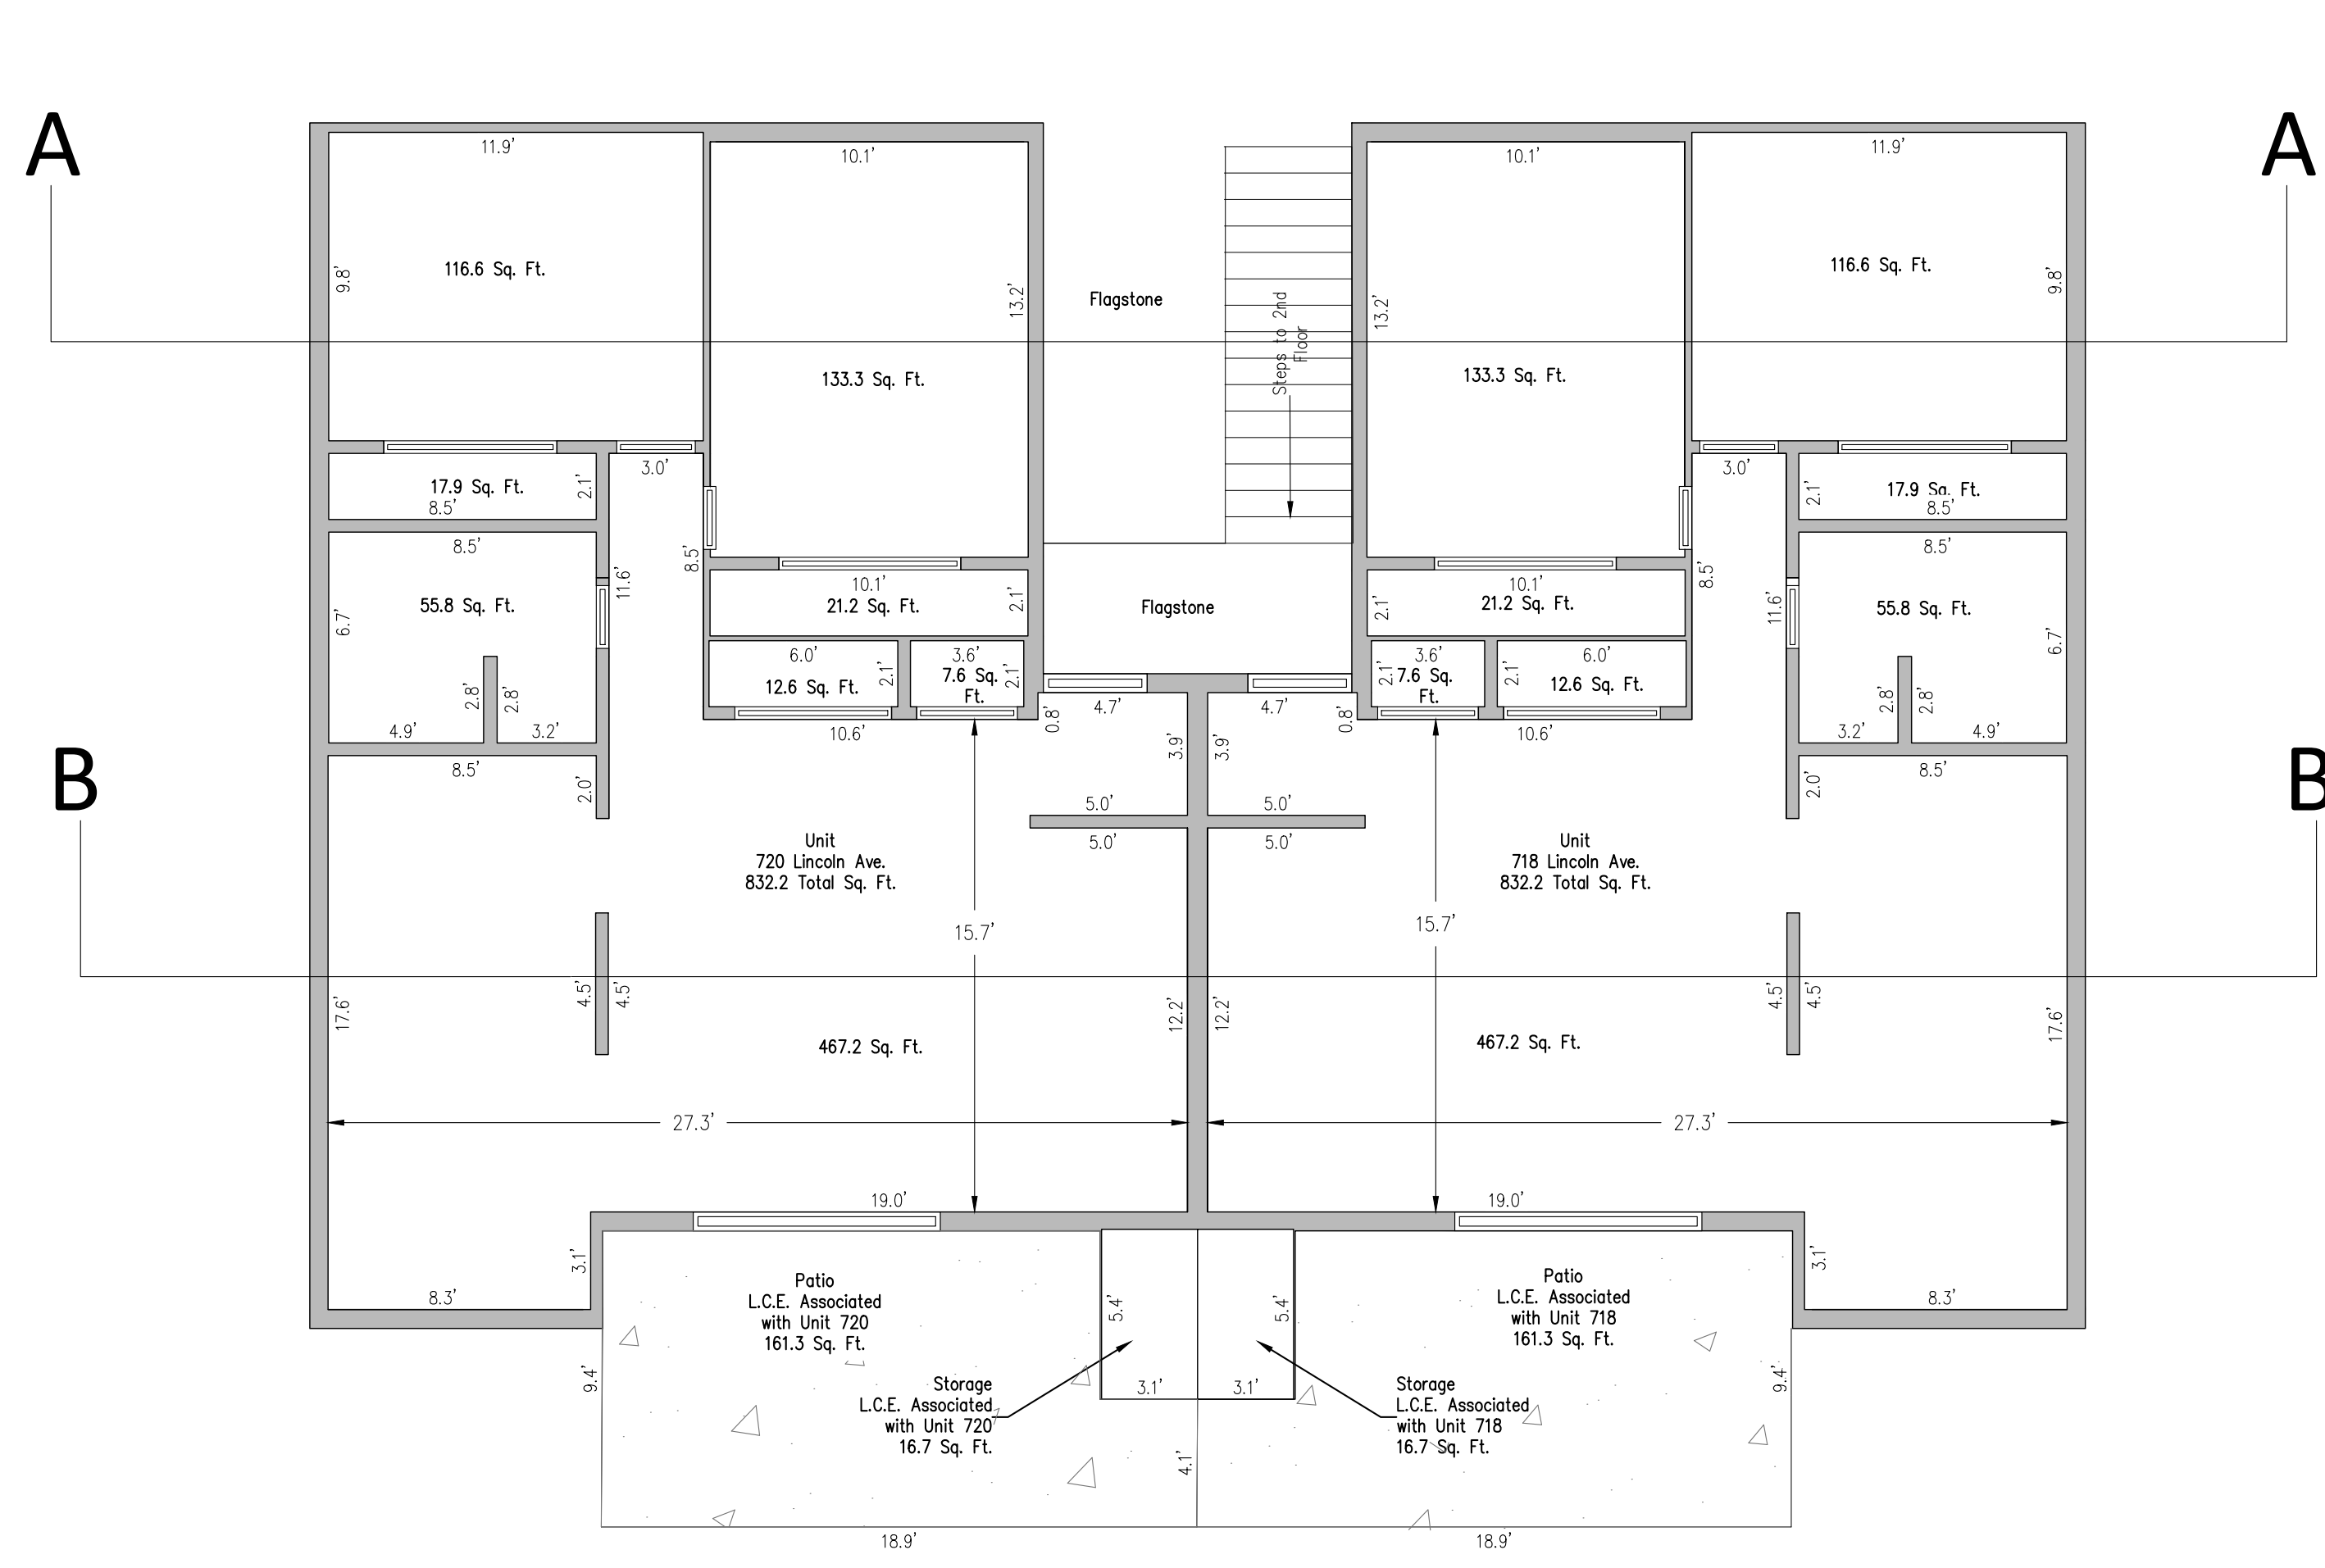 A
A
11.9'
10.1'
10.1'
11.9'
9.8'
116.6 Sq. Ft.
13.2'
Flagstone
Steps to 2nd
Floor
13.2'
116.6 Sq. Ft.
9.8'
133.3 Sq. Ft.
133.3 Sq. Ft.
3.0'
3.0'
17.9 Sq. Ft.
8.5'
2.1'
2.1'
17.9 Sq. Ft.
8.5'
8.5'
8.5'
8.5'
8.5'
11.6'
10.1'
21.2 Sq. Ft.
2.1'
Flagstone
2.1'
10.1'
21.2 Sq. Ft.
11.6'
55.8 Sq. Ft.
6.7'
55.8 Sq. Ft.
6.7'
6.0'
12.6 Sq. Ft.
2.1'
3.6'
7.6 Sq.
Ft.
2.1'
2.1'
3.6'
7.6 Sq.
Ft.
2.1'
6.0'
12.6 Sq. Ft.
2.8'
2.8'
2.8'
2.8'
4.9'
3.2'
10.6'
0.8'
4.7'
3.9'
3.9'
4.7'
0.8'
10.6'
3.2'
4.9'
B
B
8.5'
2.0'
2.0'
8.5'
5.0'
5.0'
5.0'
5.0'
Unit
720 Lincoln Ave.
832.2 Total Sq. Ft.
Unit
718 Lincoln Ave.
832.2 Total Sq. Ft.
15.7'
15.7'
17.6'
4.5'
4.5'
12.2'
12.2'
4.5'
4.5'
17.6'
467.2 Sq. Ft.
467.2 Sq. Ft.
27.3'
27.3'
19.0'
19.0'
3.1'
3.1'
8.3'
8.3'
Patio
L.C.E. Associated
with Unit 720
161.3 Sq. Ft.
5.4'
5.4'
Patio
L.C.E. Associated
with Unit 718
161.3 Sq. Ft.
9.4'
3.1'
3.1'
9.4'
Storage
L.C.E. Associated
with Unit 720
16.7 Sq. Ft.
Storage
L.C.E. Associated
with Unit 718
16.7 Sq. Ft.
4.1'
18.9'
18.9'